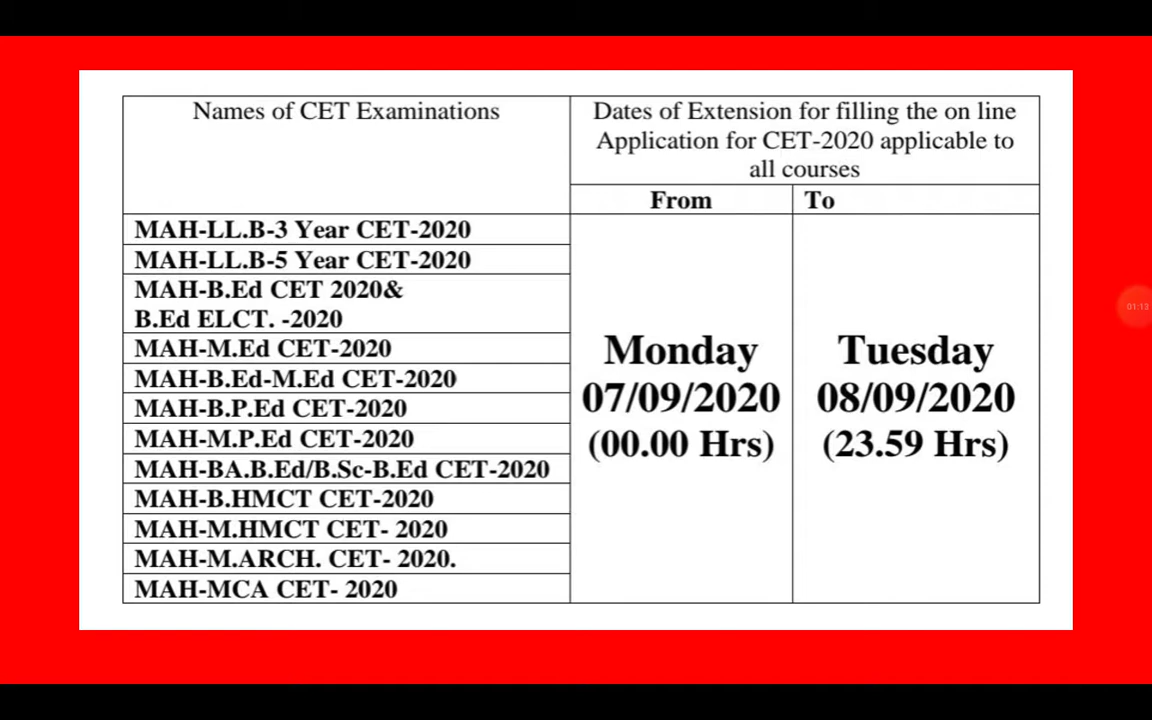 Names of CET Examinations
Dates of Extension for filling the on line
Application for CET-2020 applicable to
all courses
From
To
MAH-LL.B-3 Year CET-2020
MAH-LL.B-5 Year CET-2020
MAH-B.Ed CET 2020&
B.Ed ELCT. -2020
MAH-M.Ed CET-2020
MAH-B.Ed-M.Ed CET-2020
MAH-B.P.Ed CET-2020
MAH-M.P.Ed CET-2020
MAH-BA.B.Ed/B.Sc-B.Ed CET-2020
MAH-B.HMCT CET-2020
MAH-M.HMCT CET- 2020
MAH-M.ARCH. CET- 2020.
MAH-MCA CET- 2020
Monday
07/09/2020
(00.00 Hrs)
Tuesday
08/09/2020
(23.59 Hrs)
01:13